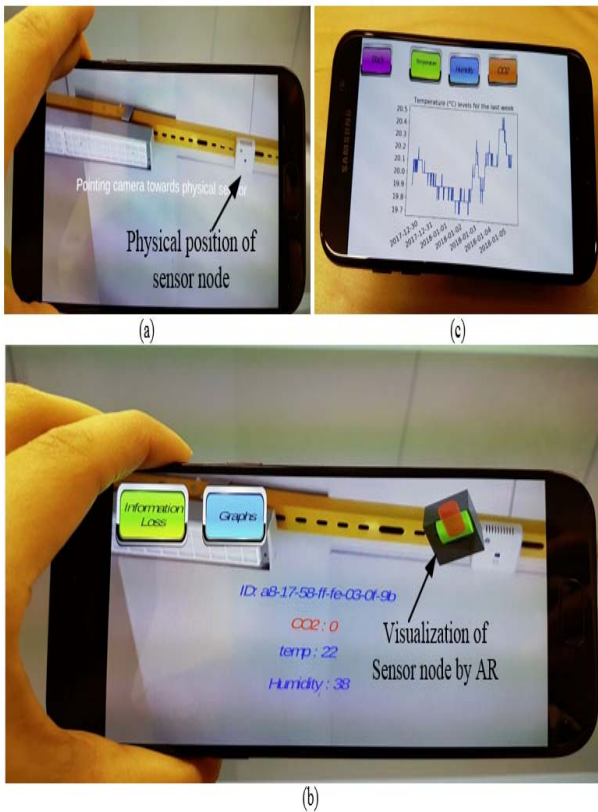 Pointing camera towards physical sensor
Physical position of
sensor node
(a)
SAMSUNG
Back
Temperature
Humidity
CO2
Temperature (°C) levels for the last week
20.5
20.4
20.3
20.2
20.1
20.0
19.9
19.8
19.7
2017-12-30
2017-12-31
2018-01-01
2018-01-02
2018-01-03
2018-01-04
2018-01-05
(c)
Information
Loss
Graphs
ID: a8-17-58-ff-fe-03-0f-9b
CO2 : 0
temp : 22
Humidity : 38
Visualization of
Sensor node by AR
(b)